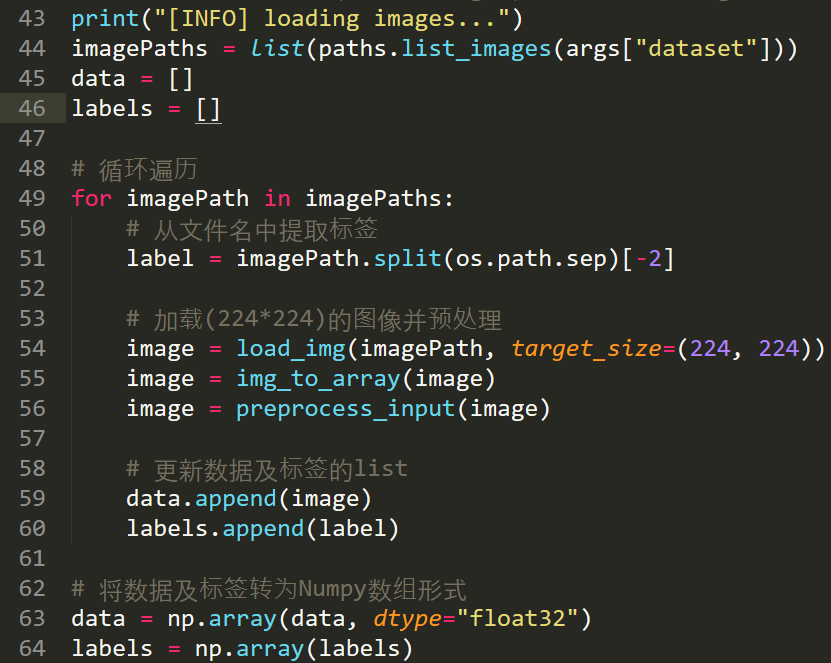 43 print("[INFO] loading images...")
44 imagePaths = list(paths.list_images(args["dataset"]))
45 data = []
46 labels = []
47
48 # 循环遍历
49 for imagePath in imagePaths:
50 # 从文件名中提取标签
51 label = imagePath.split(os.path.sep)[-2]
52
53 # 加载(224*224)的图像并预处理
54 image = load_img(imagePath, target_size=(224, 224))
55 image = img_to_array(image)
56 image = preprocess_input(image)
57
58 # 更新数据及标签的list
59 data.append(image)
60 labels.append(label)
61
62 # 将数据及标签转为Numpy数组形式
63 data = np.array(data, dtype="float32")
64 labels = np.array(labels)